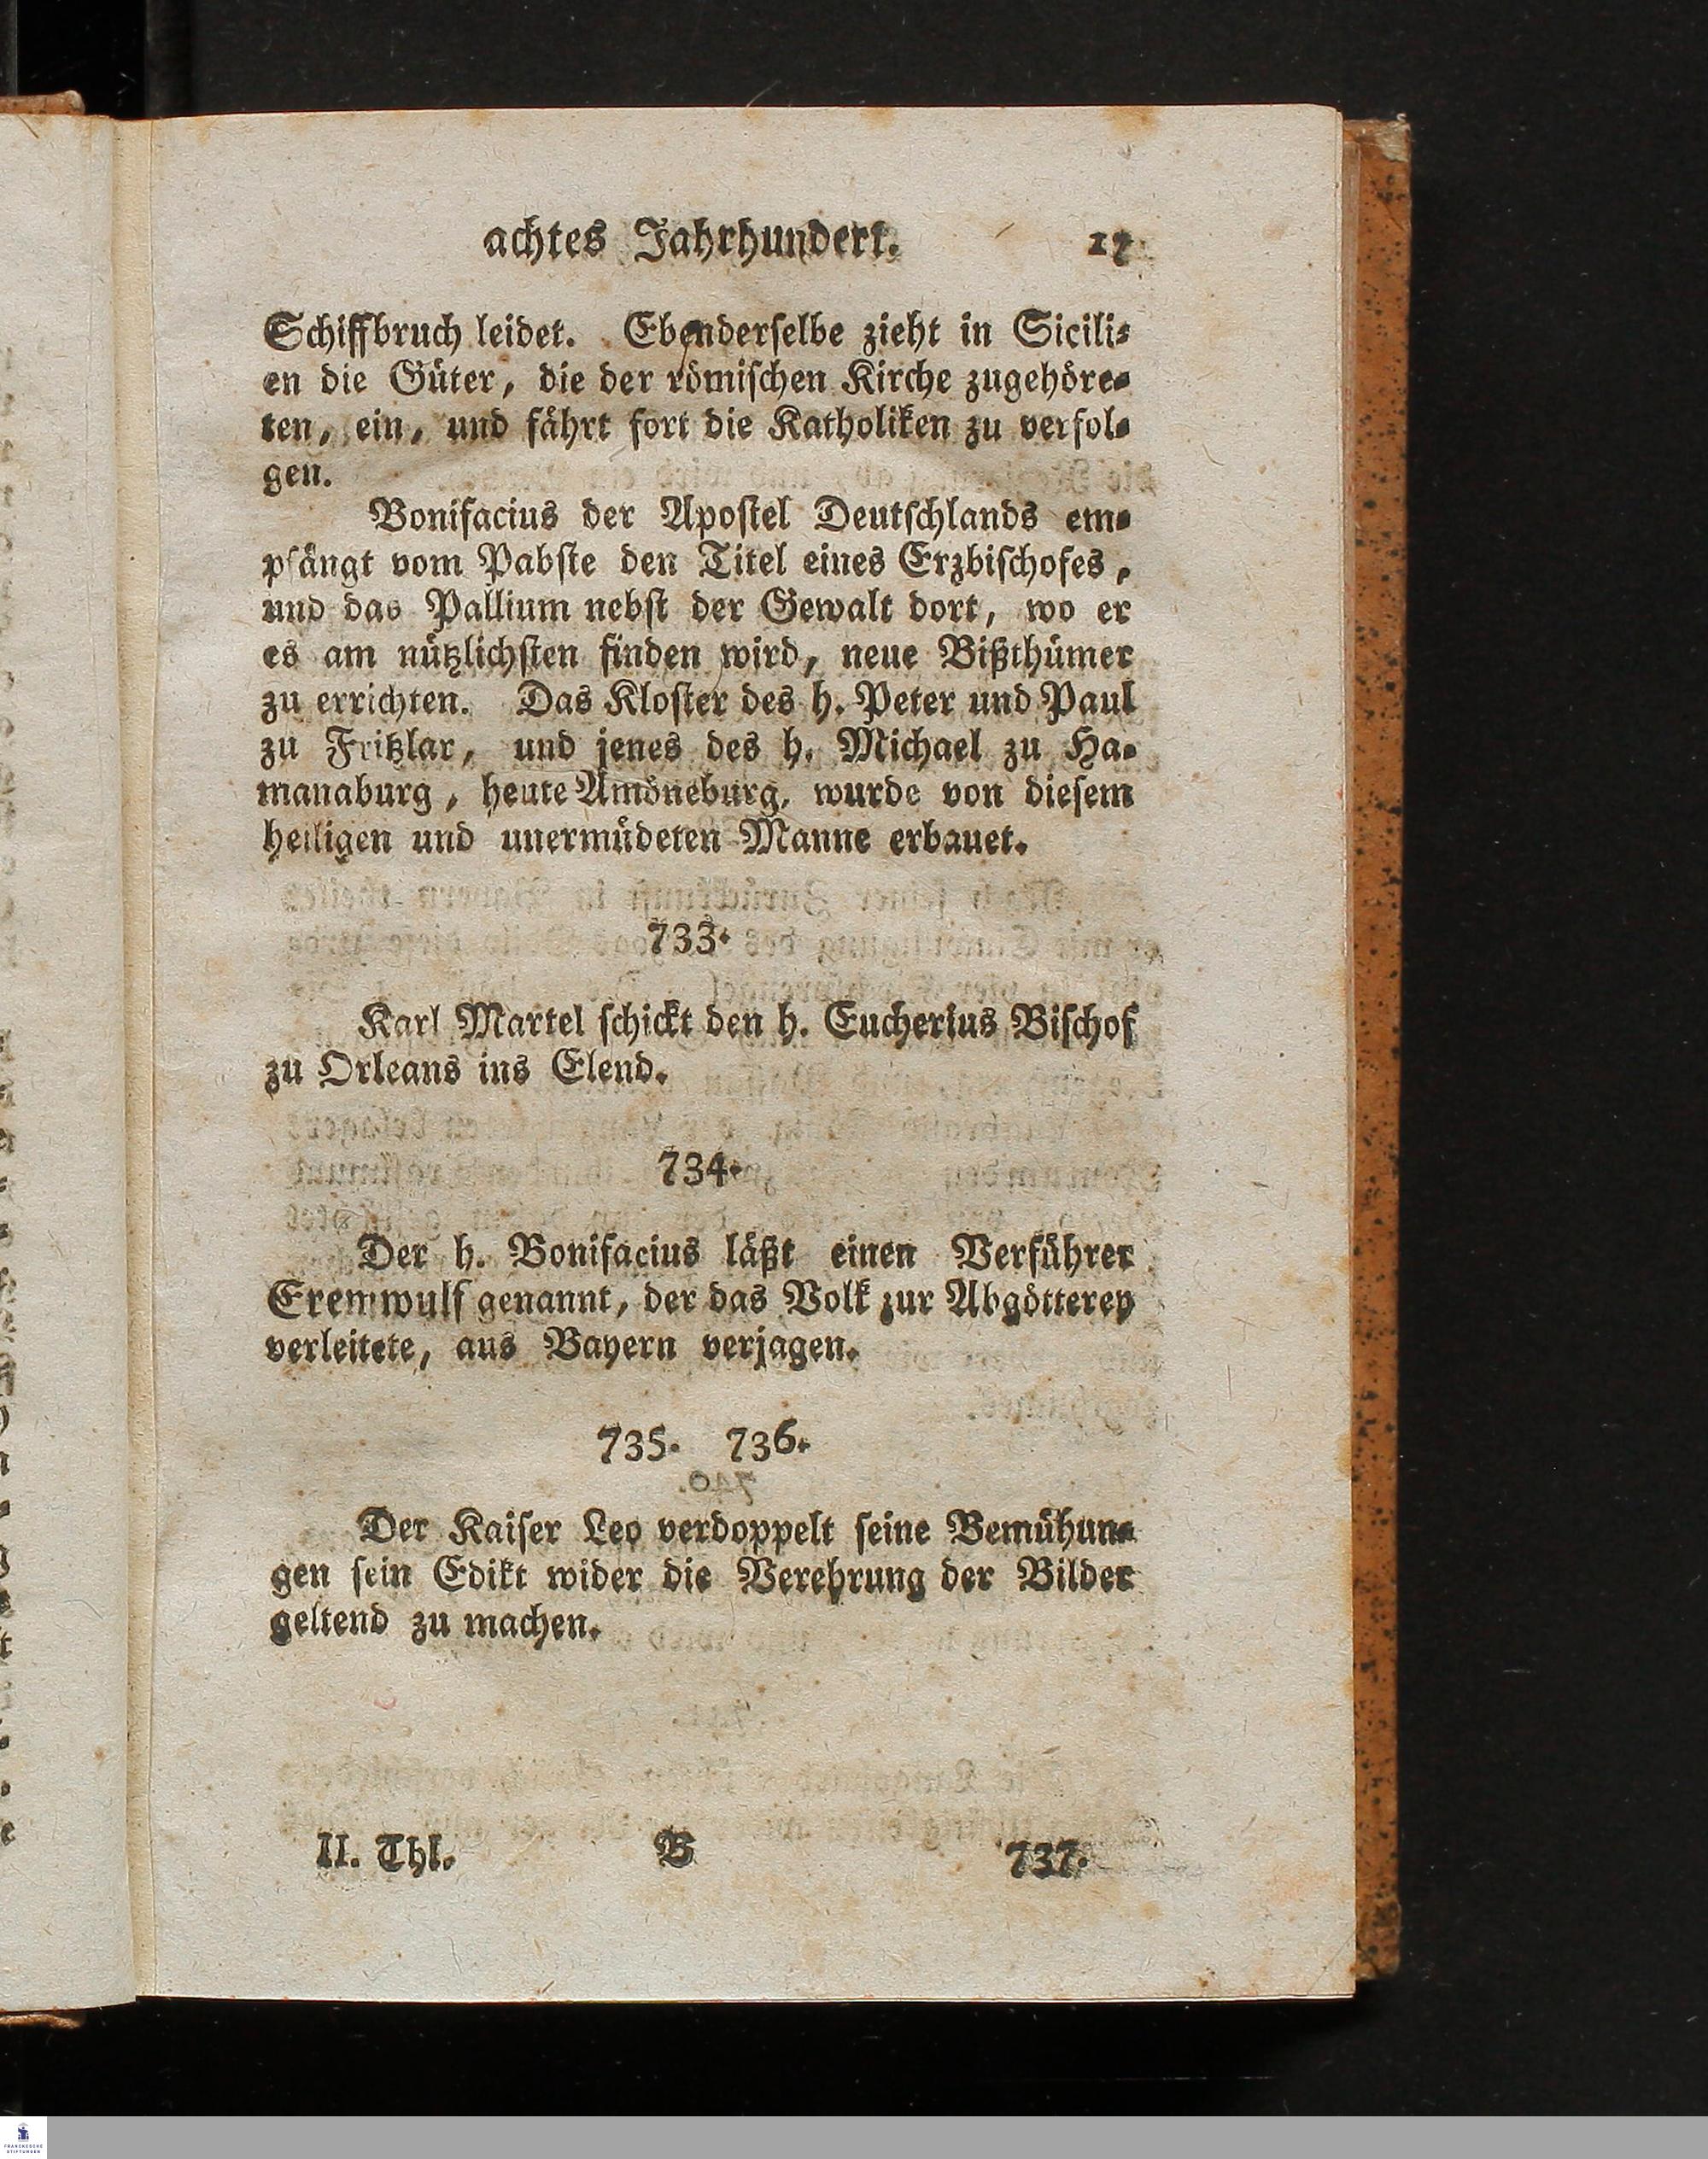 achtes Jahrhundert. 17
Schiffbruch leidet. Ebenderselbe zieht in Sicili⸗
en die Güter, die der römischen Kirche zugehöre⸗
ten, ein, und fährt fort die Katholiken zu verfol⸗
gen.
Bonifacius der Apostel Deutschlands em⸗
pfängt vom Pabste den Titel eines Erzbischofes,
und das Pallium nebst der Gewalt dort, wo er
es am nützlichsten finden wird, neue Bißthümer
zu errichten. Das Kloster des h. Peter und Paul
zu Fritzlar, und jenes des h. Michael zu Ha⸗
manaburg, heute Amöneburg, wurde von diesem
heiligen und unermüdeten Manne erbauet.
733.
Karl Martel schickt den h. Eucherius Bischof
zu Orleans ins Elend.
734.
Der h. Bonifacius läßt einen Verführer
Eremwulf genannt, der das Volk zur Abgötterey
verleitete, aus Bayern verjagen.
735. 736.
Der Kaiser Leo verdoppelt seine Bemühun⸗
gen sein Edikt wider die Verehrung der Bilder
geltend zu machen.
II. Thl. B 737.
FRANCKESCHE
STIFTUNGEN